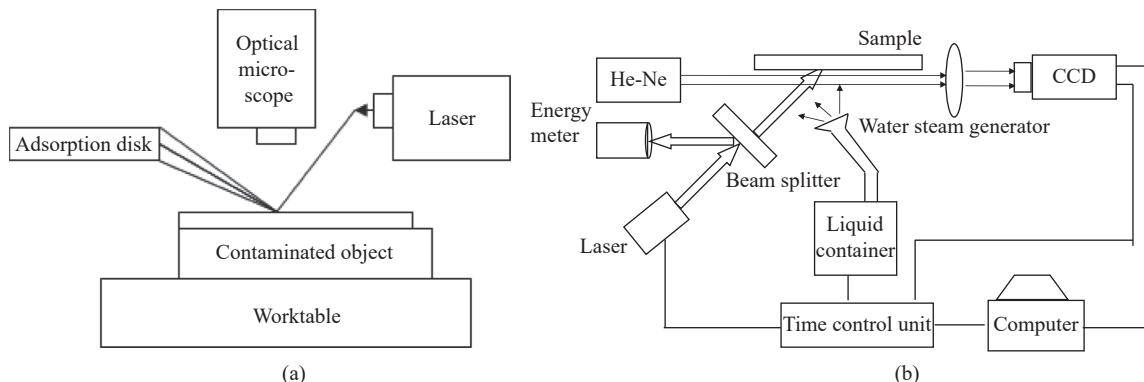 Optical
micro-
scope
Laser
Adsorption disk
Contaminated object
Worktable
(a)
Sample
He-Ne
CCD
Energy
meter
Water steam generator
Beam splitter
Laser
Liquid
container
Time control unit
Computer
(b)